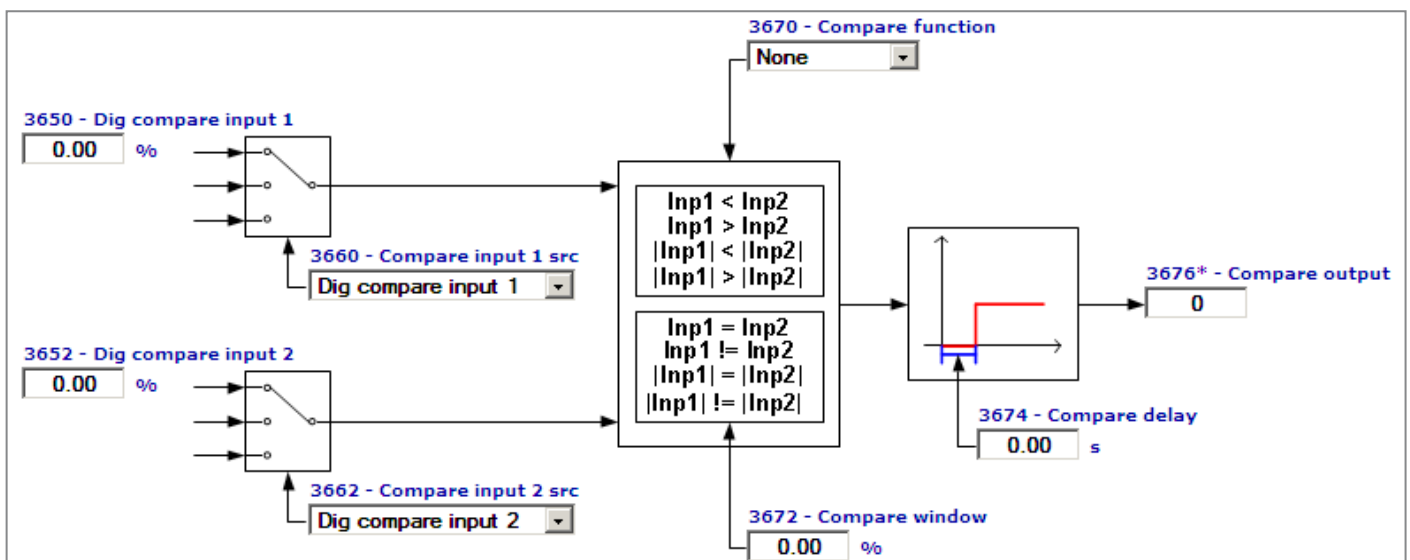 3670 - Compare function
None
3650 - Dig compare input 1
0.00 %
3660 - Compare input 1 src
Dig compare input 1
Inp1 < Inp2
Inp1 > Inp2
|Inp1| < |Inp2|
|Inp1| > |Inp2|
Inp1 = Inp2
Inp1 != Inp2
|Inp1| = |Inp2|
|Inp1| != |Inp2|
3676* - Compare output
0
3652 - Dig compare input 2
0.00 %
3674 - Compare delay
0.00 s
3662 - Compare input 2 src
Dig compare input 2
3672 - Compare window
0.00 %